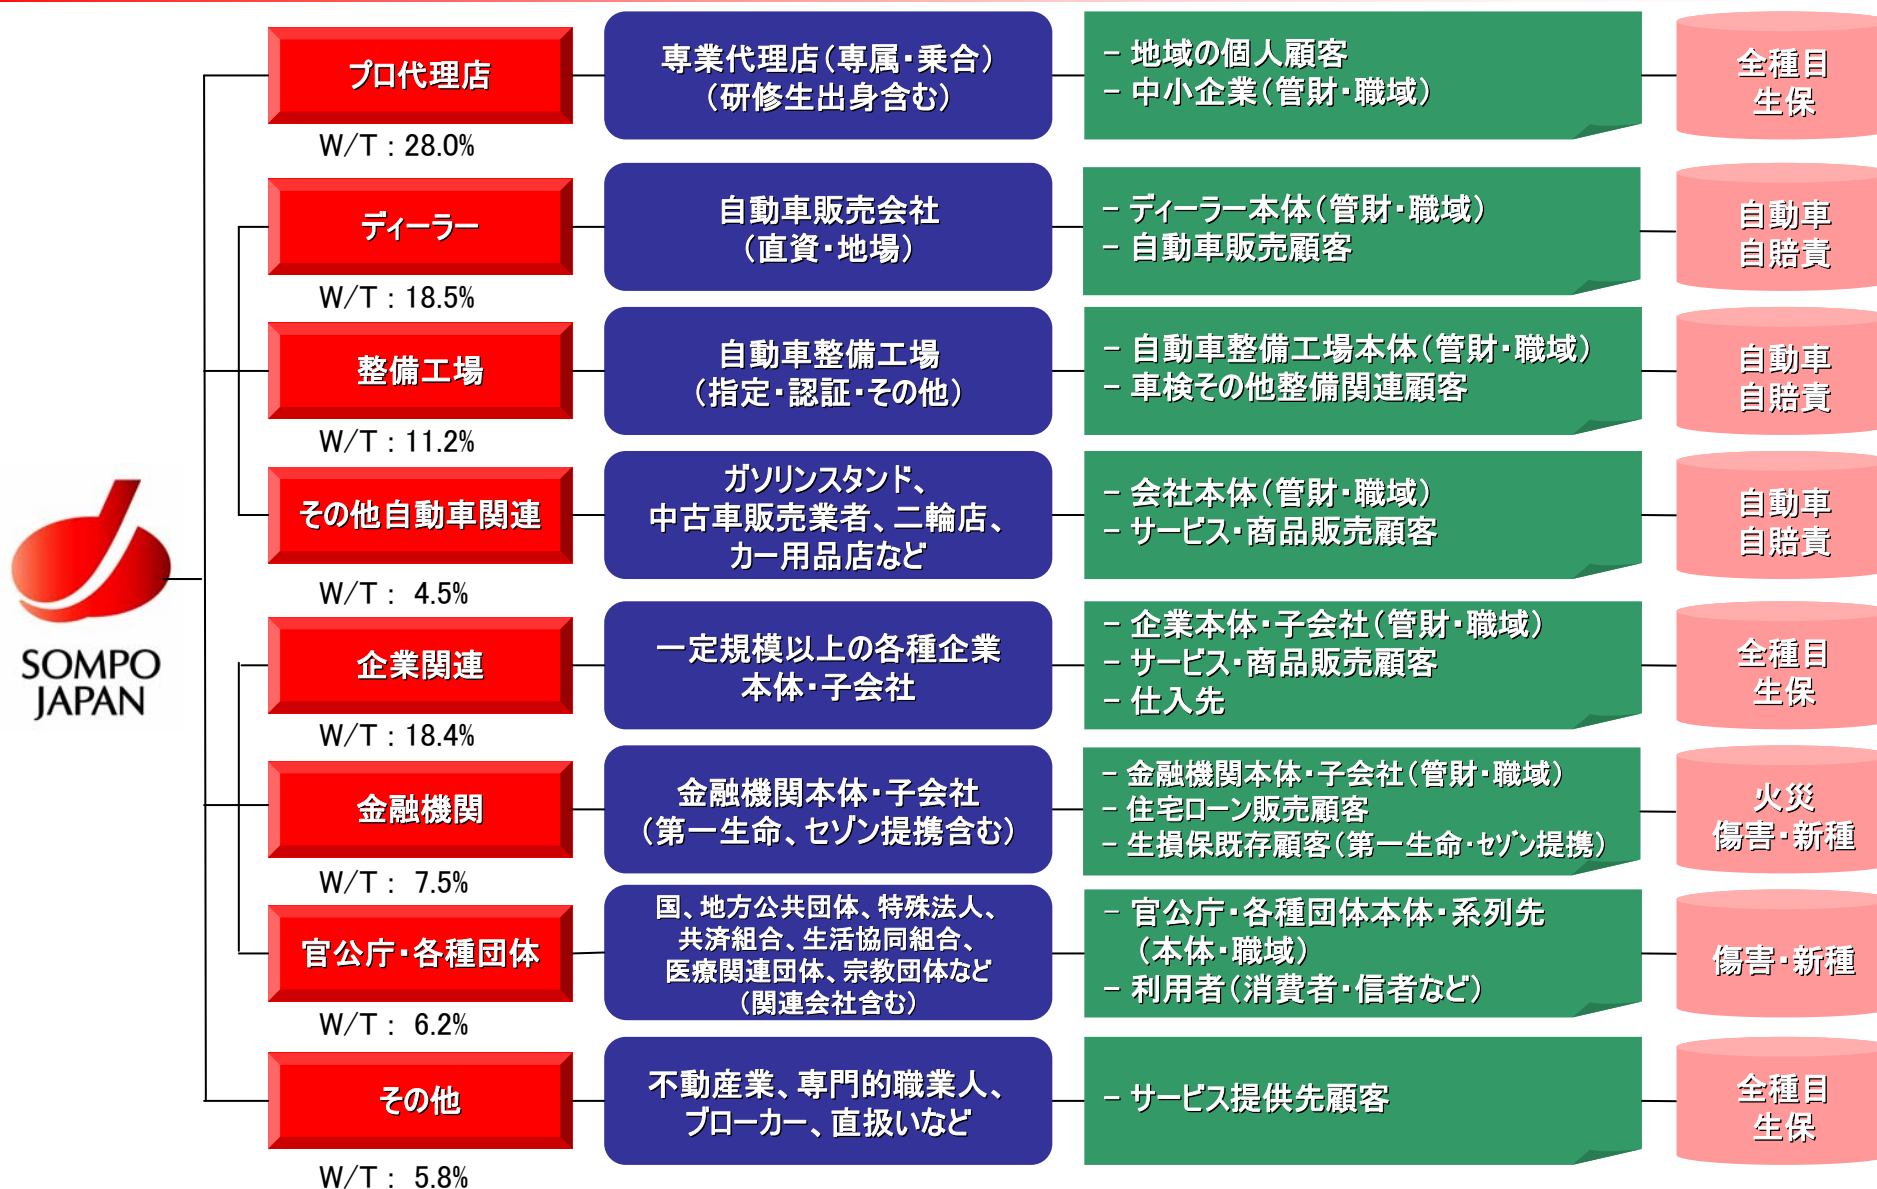 プロ代理店
W/T : 28.0%
専業代理店(専属・乗合)
(研修生出身含む)
- 地域の個人顧客
- 中小企業(管財・職域)
全種目
生保
ディーラー
W/T : 18.5%
自動車販売会社
(直資・地場)
- ディーラー本体(管財・職域)
- 自動車販売顧客
自動車
自賠責
整備工場
W/T : 11.2%
自動車整備工場
(指定・認証・その他)
- 自動車整備工場本体(管財・職域)
- 車検その他整備関連顧客
自動車
自賠責
その他自動車関連
W/T : 4.5%
ガソリンスタンド、
中古車販売業者、二輪店、
カー用品店など
- 会社本体(管財・職域)
- サービス・商品販売顧客
自動車
自賠責
SOMPO
JAPAN
企業関連
W/T : 18.4%
一定規模以上の各種企業
本体・子会社
- 企業本体・子会社(管財・職域)
- サービス・商品販売顧客
- 仕入先
全種目
生保
金融機関
W/T : 7.5%
金融機関本体・子会社
(第一生命、セゾン提携含む)
- 金融機関本体・子会社(管財・職域)
- 住宅ローン販売顧客
- 生損保既存顧客(第一生命・セゾン提携)
火災
傷害・新種
官公庁・各種団体
W/T : 6.2%
国、地方公共団体、特殊法人、
共済組合、生活協同組合、
医療関連団体、宗教団体など
(関連会社含む)
- 官公庁・各種団体本体・系列先
(本体・職域)
- 利用者(消費者・信者など)
傷害・新種
その他
W/T : 5.8%
不動産業、専門的職業人、
ブローカー、直扱いなど
- サービス提供先顧客
全種目
生保